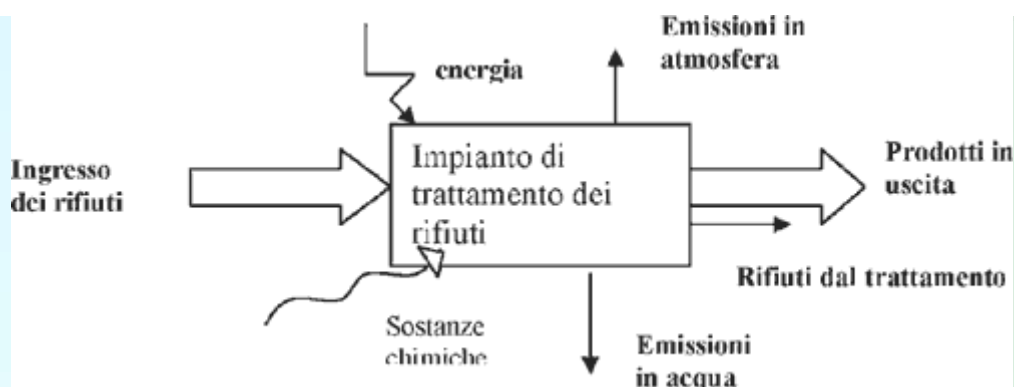 Emissioni in
atmosfera
energia
Ingresso
dei rifiuti
Impianto di
trattamento dei
rifiuti
Prodotti in
uscita
Rifiuti dal trattamento
Sostanze
chimiche
Emissioni
in acqua